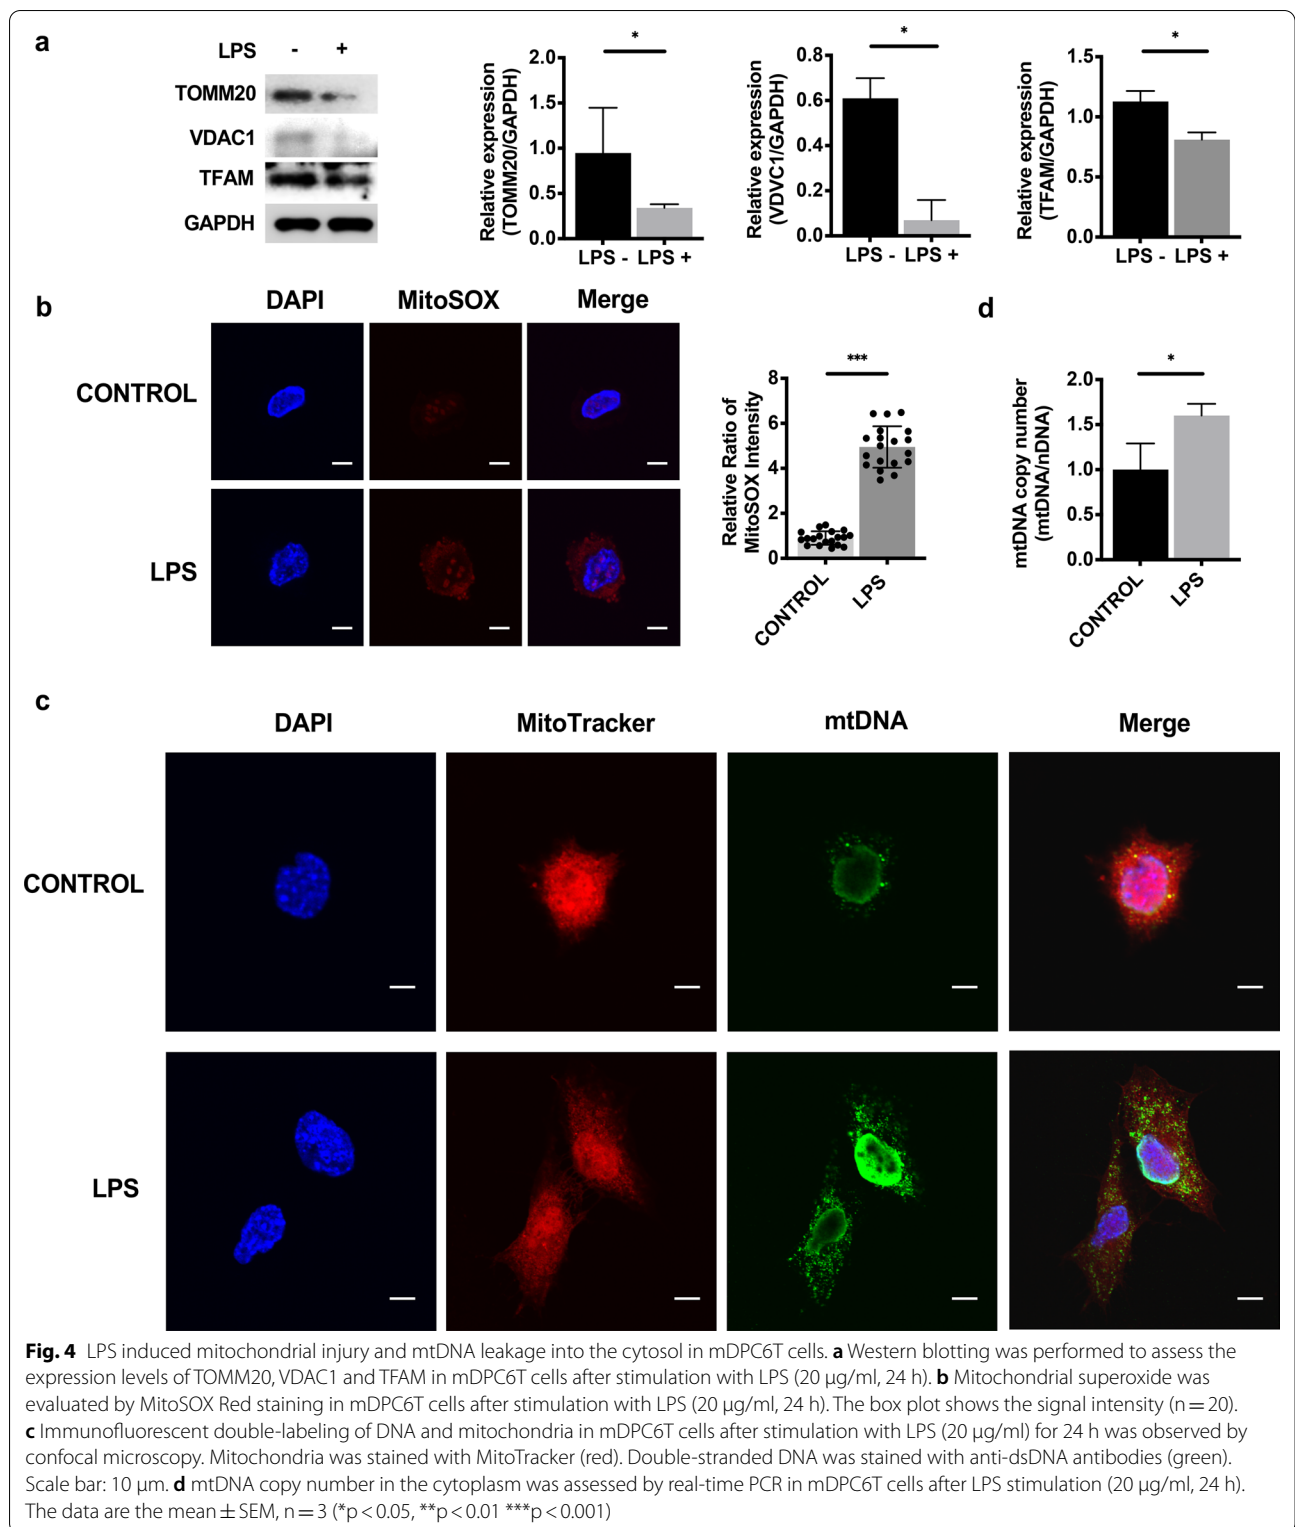 a
LPS - +
TOMM20
VDAC1
TFAM
GAPDH
Relative expression
(TOMM20/GAPDH)
2.0
1.5
1.0
0.5
0.0
*
LPS - LPS +
Relative expression
(VDVC1/GAPDH)
0.8
0.6
0.4
0.2
0.0
*
LPS - LPS +
Relative expression
(TFAM/GAPDH)
1.5
1.0
0.5
0.0
*
LPS - LPS +
b
DAPI MitoSOX Merge
CONTROL
LPS
Relative Ratio of
MitoSOX Intensity
8
6
4
2
0
***
CONTROL
LPS
d
mtDNA copy number
(mtDNA/nDNA)
2.0
1.5
1.0
0.5
0.0
*
CONTROL
LPS
c
DAPI MitoTracker mtDNA Merge
CONTROL
LPS
Fig. 4 LPS induced mitochondrial injury and mtDNA leakage into the cytosol in mDPC6T cells. a Western blotting was performed to assess the
expression levels of TOMM20, VDAC1 and TFAM in mDPC6T cells after stimulation with LPS (20 μg/ml, 24 h). b Mitochondrial superoxide was
evaluated by MitoSOX Red staining in mDPC6T cells after stimulation with LPS (20 μg/ml, 24 h). The box plot shows the signal intensity (n = 20).
c Immunofluorescent double-labeling of DNA and mitochondria in mDPC6T cells after stimulation with LPS (20 μg/ml) for 24 h was observed by
confocal microscopy. Mitochondria was stained with MitoTracker (red). Double-stranded DNA was stained with anti-dsDNA antibodies (green).
Scale bar: 10 μm. d mtDNA copy number in the cytoplasm was assessed by real-time PCR in mDPC6T cells after LPS stimulation (20 μg/ml, 24 h).
The data are the mean ± SEM, n = 3 (*p < 0.05, **p < 0.01 ***p < 0.001)